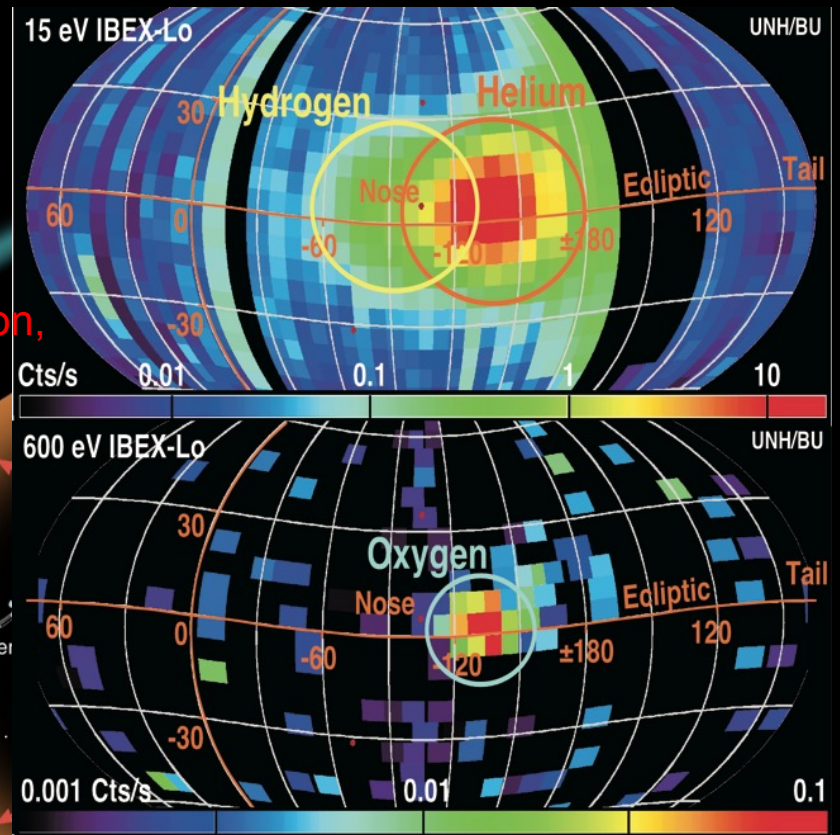 15 eV IBEX-Lo
UNH/BU
Hydrogen
Helium
30
Nose
Ecliptic
Tail
60
0
-60
-120
±180
120
-30
on,
Cts/s
0.01
0.1
1
10
600 eV IBEX-Lo
UNH/BU
30
Oxygen
Nose
Ecliptic
Tail
60
0
-60
-120
±180
120
er
-30
0.001 Cts/s
0.01
0.1